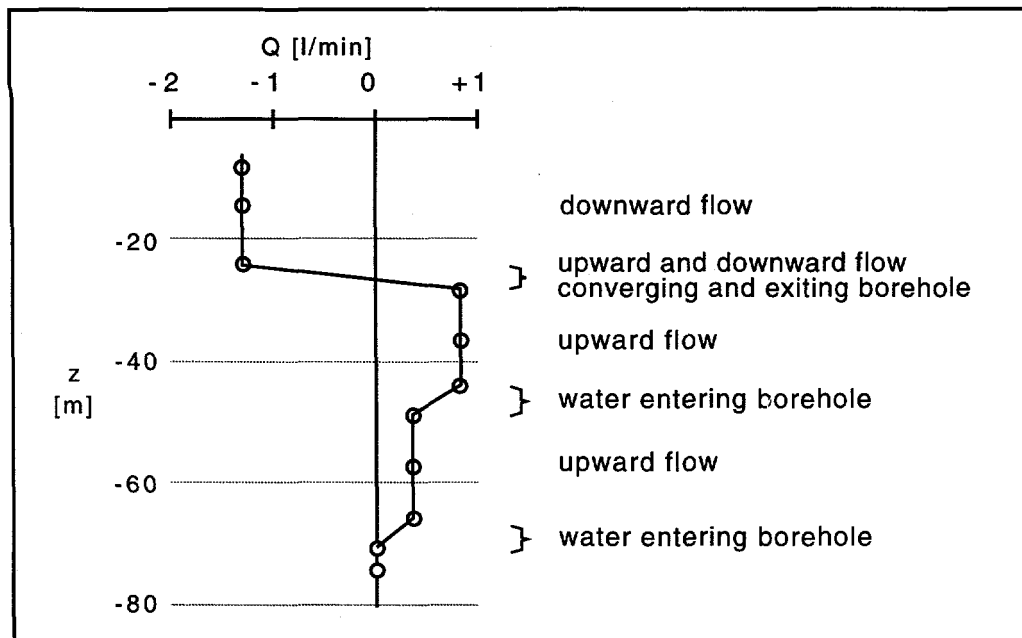 Q [l/min]
-2 -1 0 +1
downward flow
-20
upward and downward flow
converging and exiting borehole
upward flow
-40
z
[m]
water entering borehole
upward flow
-60
water entering borehole
-80